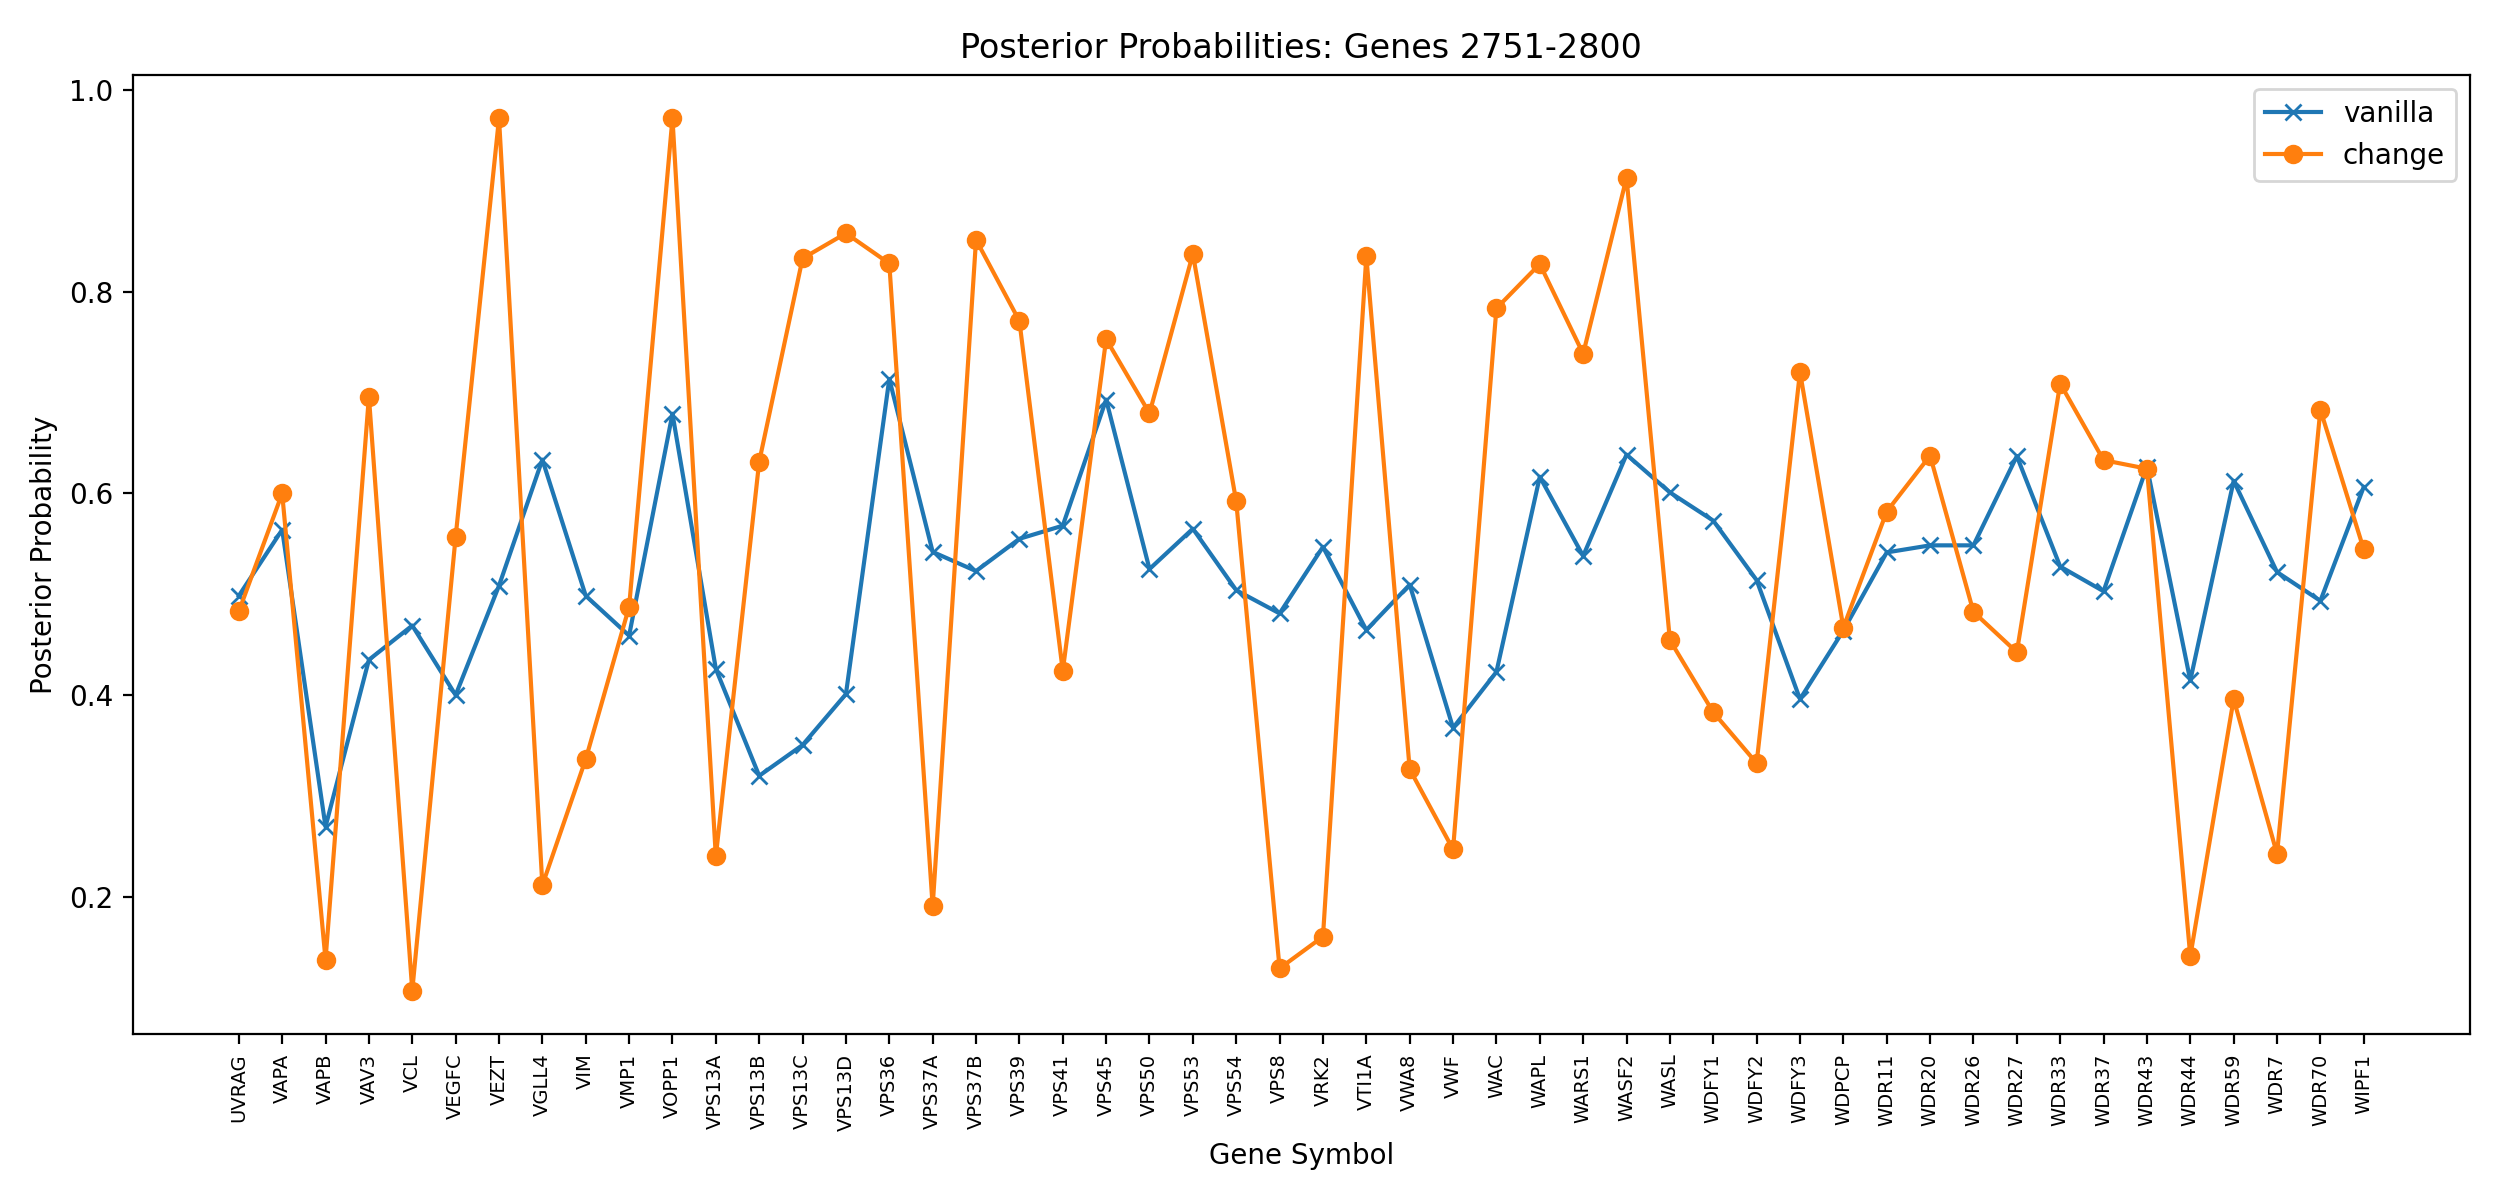 Posterior Probabilities: Genes 2751-2800
vanilla
change
Posterior Probability
1.0
0.8
0.6
0.4
0.2
UVRAG
VAPA
VAPB
VAV3
VCL
VEGFC
VEZT
VGLL4
VIM
VMP1
VOPP1
VPS13A
VPS13B
VPS13C
VPS13D
VPS36
VPS37A
VPS37B
VPS39
VPS41
VPS45
VPS50
VPS53
VPS54
VPS8
VRK2
VTI1A
VWA8
VWF
WAC
WAPL
WARS1
WASF2
WASL
WDFY1
WDFY2
WDFY3
WDPCP
WDR11
WDR20
WDR26
WDR27
WDR33
WDR37
WDR43
WDR44
WDR59
WDR7
WDR70
WIPF1
Gene Symbol